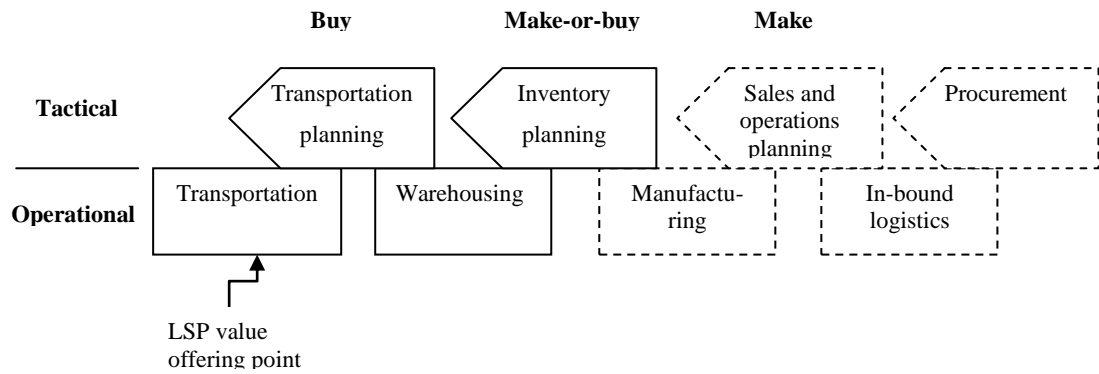 Buy Make-or-buy Make
Tactical
Transportation
planning
Inventory
planning
Sales and
operations
planning
Procurement
Operational
Transportation
Warehousing
Manufactu-
ring
In-bound
logistics
LSP value
offering point